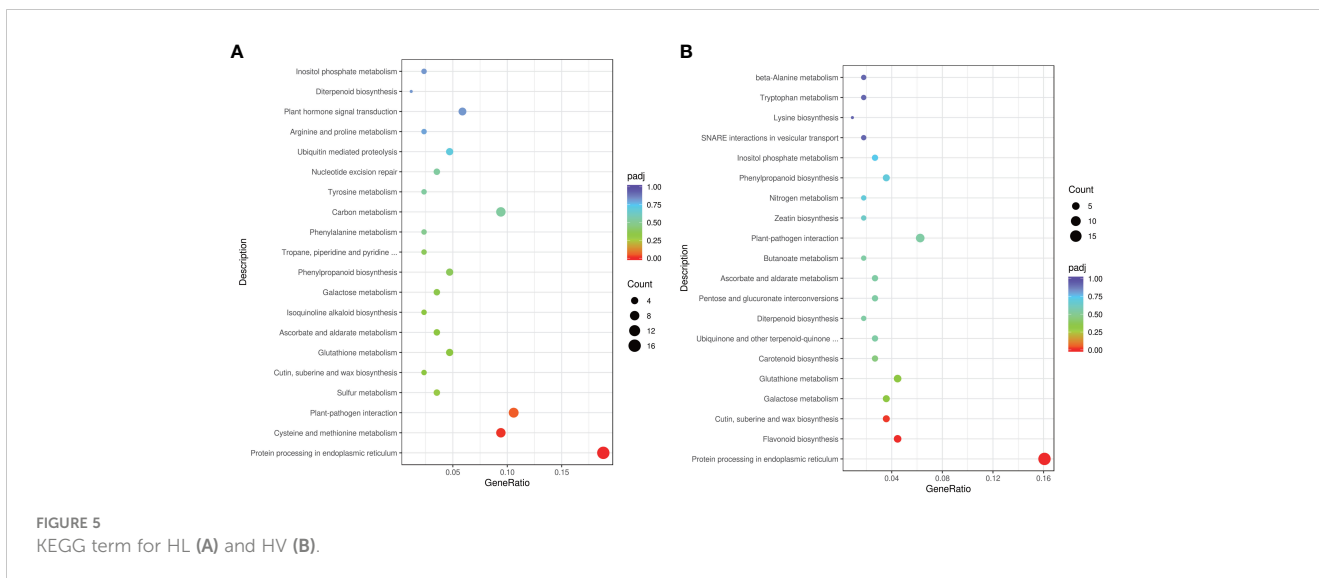 A
Inositol phosphate metabolism
Diterpenoid biosynthesis
Plant hormone signal transduction
Arginine and proline metabolism
Ubiquitin mediated proteolysis
Nucleotide excision repair
Tyrosine metabolism
Carbon metabolism
Phenylalanine metabolism
Tropane, piperidine and pyridine ...
Phenylpropanoid biosynthesis
Galactose metabolism
Isoquinoline alkaloid biosynthesis
Ascorbate and aldarate metabolism
Glutathione metabolism
Cutin, suberine and wax biosynthesis
Sulfur metabolism
Plant-pathogen interaction
Cysteine and methionine metabolism
Protein processing in endoplasmic reticulum
Description
0.05 0.10 0.15
GeneRatio
padj
1.00
0.75
0.50
0.25
0.00
Count
4
8
12
16
B
beta-Alanine metabolism
Tryptophan metabolism
Lysine biosynthesis
SNARE interactions in vesicular transport
Inositol phosphate metabolism
Phenylpropanoid biosynthesis
Nitrogen metabolism
Zeatin biosynthesis
Plant-pathogen interaction
Butanoate metabolism
Ascorbate and aldarate metabolism
Pentose and glucuronate interconversions
Diterpenoid biosynthesis
Ubiquinone and other terpenoid-quinone ...
Carotenoid biosynthesis
Glutathione metabolism
Galactose metabolism
Cutin, suberine and wax biosynthesis
Flavonoid biosynthesis
Protein processing in endoplasmic reticulum
Description
0.04 0.08 0.12 0.16
GeneRatio
Count
5
10
15
padj
1.00
0.75
0.50
0.25
0.00
FIGURE 5
KEGG term for HL (A) and HV (B).